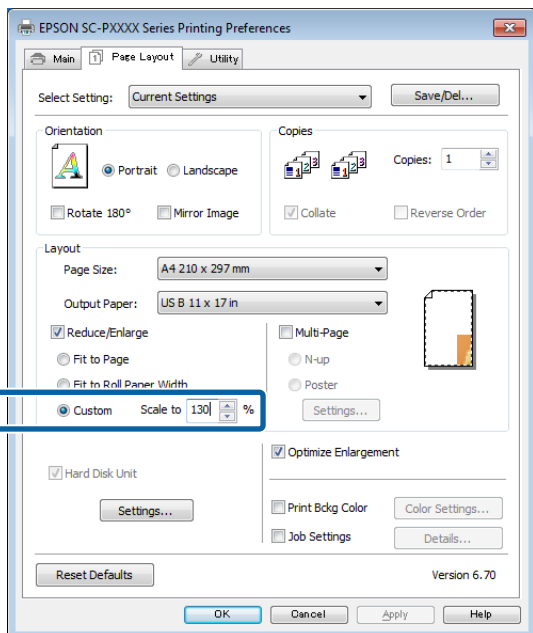 EPSON SC-PXXXX Series Printing Preferences
Main Page Layout Utility
Select Setting: Current Settings Save/Del...
Orientation
Portrait Landscape
Rotate 180° Mirror Image
Copies
Copies: 1
Collate Reverse Order
Layout
Page Size: A4 210 x 297 mm
Output Paper: US B 11 x 17 in
Reduce/Enlarge
Fit to Page
Fit to Roll Paper Width
Custom Scale to 130 %
Multi-Page
N-up
Poster
Settings...
Optimize Enlargement
Hard Disk Unit
Settings...
Print Bckg Color Color Settings...
Job Settings Details...
Reset Defaults Version 6.70
OK Cancel Apply Help